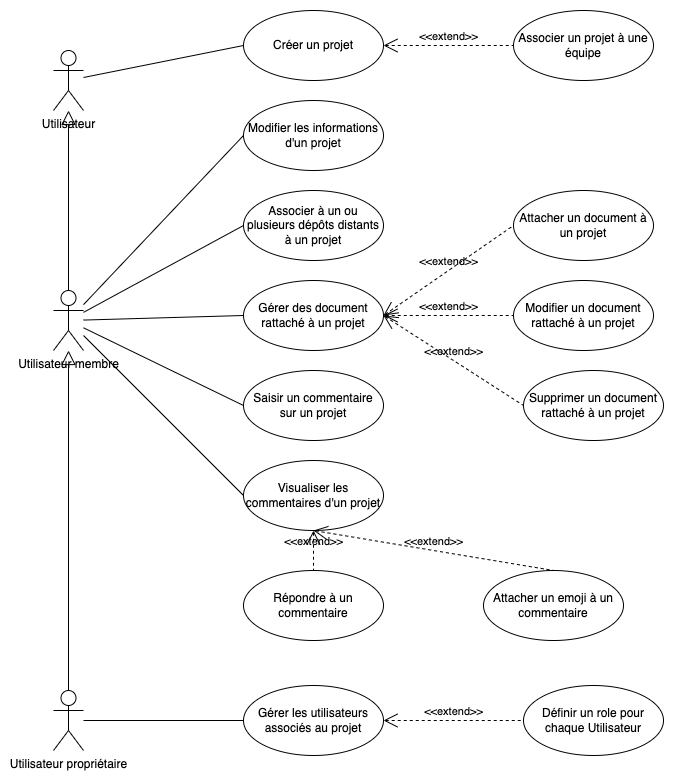 Créer un projet
<<extend>>
Associer un projet à une
équipe
Utilisateur
Modifier les informations
d'un projet
Associer à un ou
plusieurs dépôts distants
à un projet
Attacher un document à
un projet
<<extend>>
Gérer des document
rattaché à un projet
<<extend>>
Modifier un document
rattaché à un projet
Utilisateur membre
<<extend>>
Saisir un commentaire
sur un projet
Supprimer un document
rattaché à un projet
Visualiser les
commentaires d'un projet
<<extend>>
<<extend>>
Répondre à un
commentaire
Attacher un emoji à un
commentaire
Gérer les utilisateurs
associés au projet
<<extend>>
Définir un role pour
chaque Utilisateur
Utilisateur propriétaire